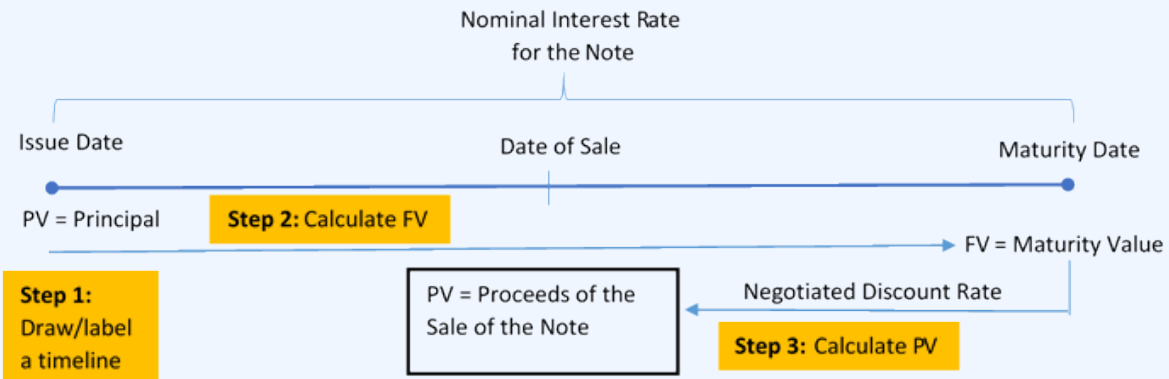 Nominal Interest Rate
for the Note
Issue Date
Date of Sale
Maturity Date
PV = Principal
Step 2: Calculate FV
FV = Maturity Value
Step 1:
Draw/label
a timeline
PV = Proceeds of the
Sale of the Note
Negotiated Discount Rate
Step 3: Calculate PV